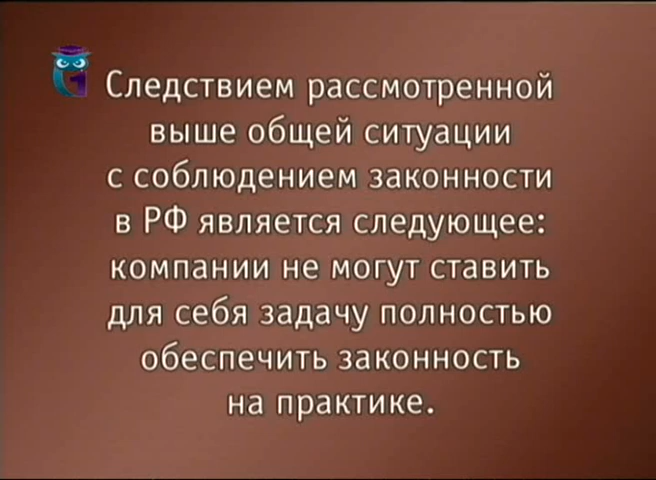 Следствием рассмотренной
выше общей ситуации
с соблюдением законности
в РФ является следующее:
компании не могут ставить
для себя задачу полностью
обеспечить законность
на практике.